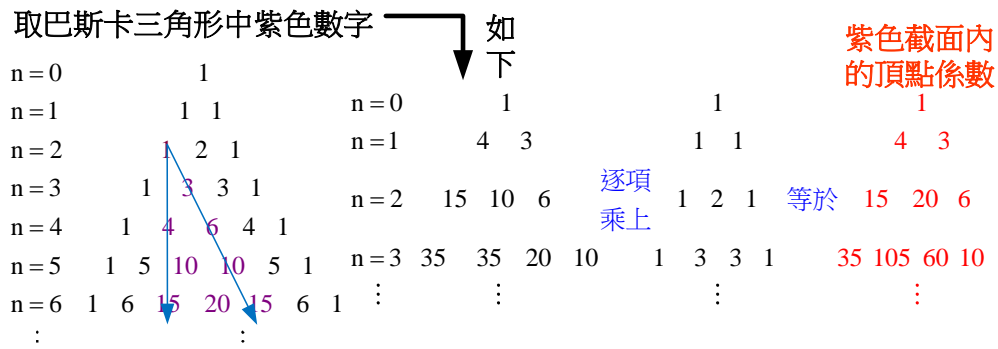 取巴斯卡三角形中紫色數字
如
下
紫色截面內
的頂點係數
n = 0 1
n = 1 1 1
n = 2 1 2 1
n = 3 1 3 3 1
n = 4 1 4 6 4 1
n = 5 1 5 10 10 5 1
n = 6 1 6 15 20 15 6 1
⋮ ⋮
n = 0 1 1 1
n = 1 4 3 1 1 4 3
逐項
n = 2 15 10 6 1 2 1 等於 15 20 6
乘上
n = 3 35 35 20 10 1 3 3 1 35 105 60 10
⋮ ⋮ ⋮ ⋮